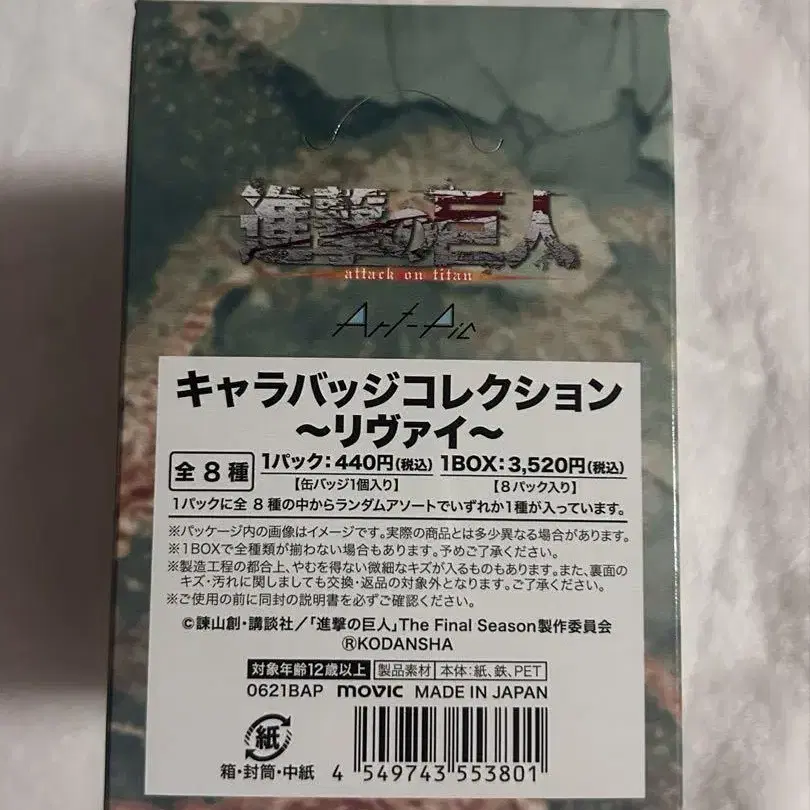 進撃の巨人
attack on titan
Art-Pic
キャラバッジコレクション
～リヴァイ～
全8種 1パック:440円(税込) 1BOX:3,520円(税込)
【缶バッジ1個入り】 【8パック入り】
1パックに全 8 種の中からランダムアソートでいずれか1種が入っています。
※パッケージ内の画像はイメージです。実際の商品とは多少異なる場合があります。
※1BOXで全種類が揃わない場合もあります。予めご了承ください。
※製造工程の都合上、やむを得ない微細なキズが入るものもあります。また、裏面の
キズ・汚れに関しましても交換・返品の対象外となります。ご了承ください。
※ご使用の前に同封の説明書を必ずご確認ください。
©諫山創・講談社/「進撃の巨人」The Final Season製作委員会
ⓇKODANSHA
対象年齢12歳以上 製品素材 本体:紙、鉄、PET
0621BAP movic MADE IN JAPAN
紙
箱・封筒・中紙 4 549743 553801